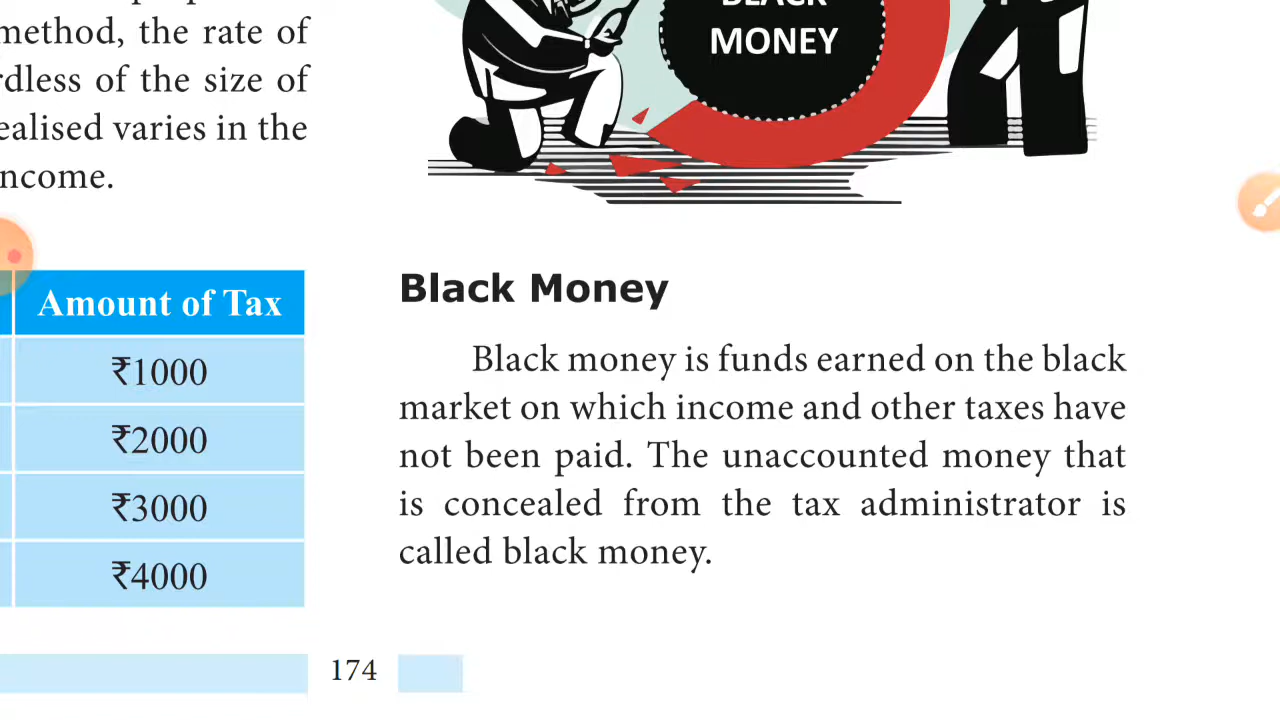 method, the rate of
rdless of the size of
ealised varies in the
ncome.
Amount of Tax
₹1000
₹2000
₹3000
₹4000
BLACK
MONEY
Black Money
Black money is funds earned on the black
market on which income and other taxes have
not been paid. The unaccounted money that
is concealed from the tax administrator is
called black money.
174